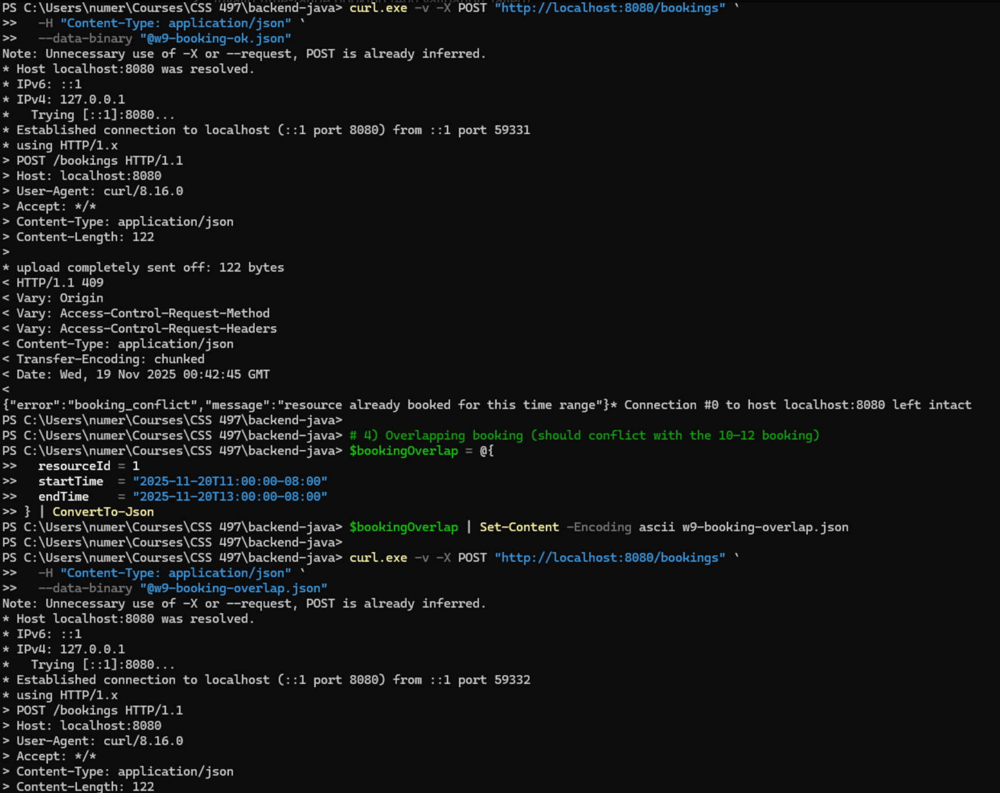 PS C:\Users\numer\Courses\CSS 497\backend-java> curl.exe -v -X POST "http://localhost:8080/bookings" `
>>   -H "Content-Type: application/json" `
>>   --data-binary "@w9-booking-ok.json"
Note: Unnecessary use of -X or --request, POST is already inferred.
* Host localhost:8080 was resolved.
* IPv6: ::1
* IPv4: 127.0.0.1
*   Trying [::1]:8080...
* Established connection to localhost (::1 port 8080) from ::1 port 59331
* using HTTP/1.x
> POST /bookings HTTP/1.1
> Host: localhost:8080
> User-Agent: curl/8.16.0
> Accept: */*
> Content-Type: application/json
> Content-Length: 122
>
* upload completely sent off: 122 bytes
< HTTP/1.1 409
< Vary: Origin
< Vary: Access-Control-Request-Method
< Vary: Access-Control-Request-Headers
< Content-Type: application/json
< Transfer-Encoding: chunked
< Date: Wed, 19 Nov 2025 00:42:45 GMT
<
{"error":"booking_conflict","message":"resource already booked for this time range"}* Connection #0 to host localhost:8080 left intact
PS C:\Users\numer\Courses\CSS 497\backend-java>
PS C:\Users\numer\Courses\CSS 497\backend-java> # 4) Overlapping booking (should conflict with the 10-12 booking)
PS C:\Users\numer\Courses\CSS 497\backend-java> $bookingOverlap = @{
>>   resourceId = 1
>>   startTime  = "2025-11-20T11:00:00-08:00"
>>   endTime    = "2025-11-20T13:00:00-08:00"
>> } | ConvertTo-Json
PS C:\Users\numer\Courses\CSS 497\backend-java> $bookingOverlap | Set-Content -Encoding ascii w9-booking-overlap.json
PS C:\Users\numer\Courses\CSS 497\backend-java>
PS C:\Users\numer\Courses\CSS 497\backend-java> curl.exe -v -X POST "http://localhost:8080/bookings" `
>>   -H "Content-Type: application/json" `
>>   --data-binary "@w9-booking-overlap.json"
Note: Unnecessary use of -X or --request, POST is already inferred.
* Host localhost:8080 was resolved.
* IPv6: ::1
* IPv4: 127.0.0.1
*   Trying [::1]:8080...
* Established connection to localhost (::1 port 8080) from ::1 port 59332
* using HTTP/1.x
> POST /bookings HTTP/1.1
> Host: localhost:8080
> User-Agent: curl/8.16.0
> Accept: */*
> Content-Type: application/json
> Content-Length: 122